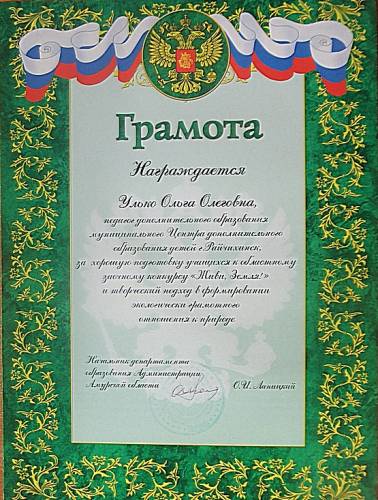 Грамота
Награждается
Улько Ольга Олеговна,
педагог дополнительного образования
муниципального Центра дополнительного
образования детей г.Райчихинск,
за хорошую подготовку учащихся к областному
заочному конкурсу «Живи, Земля!»
и творческий подход в формировании
экологически грамотного
отношения к природе
Начальник департамента
образования Администрации
Амурской области О.И. Лапицкий